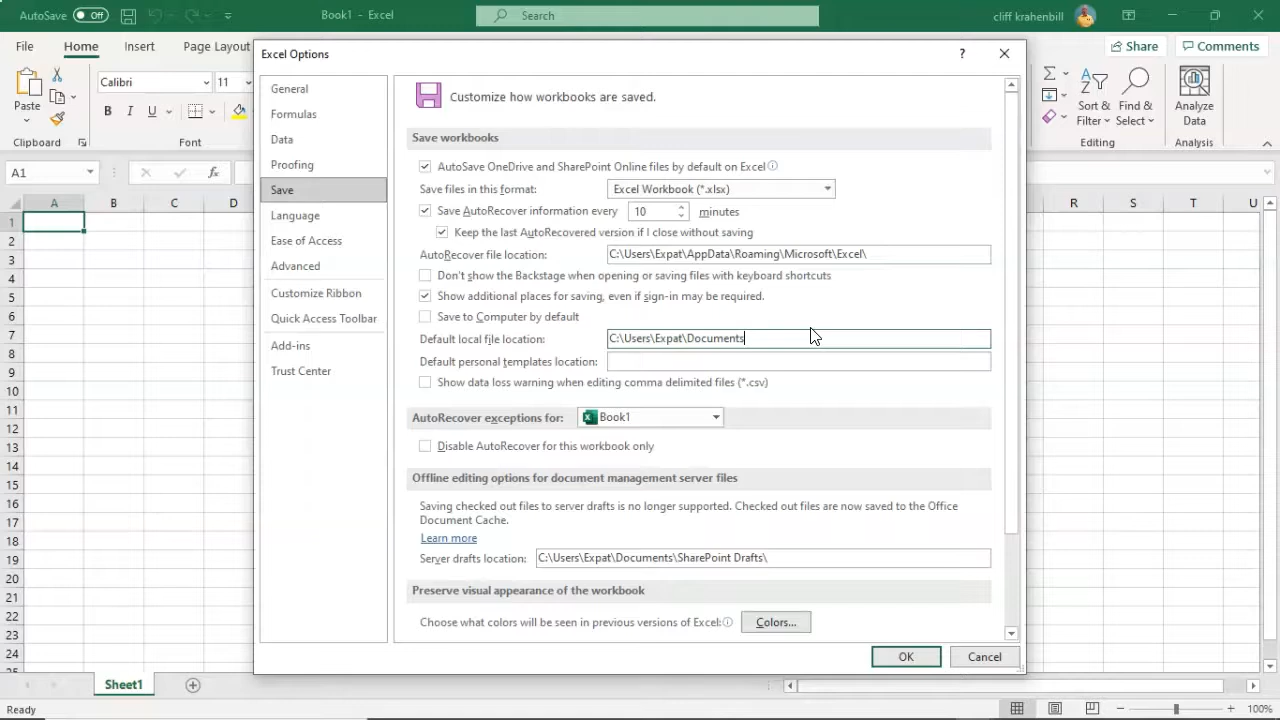 AutoSave Off Book1 - Excel Search cliff krahenbill
File Home Insert Page Layou Share Comments
Paste Calibri 11 B I U Sort & Filter Find & Select Analyze Data
Clipboard Font Editing Analysis
A1 fx
A B C D R S T U
1
2
3
4
5
6
7
8
9
10
11
12
13
14
15
16
17
18
19
20
21
22
23
24
Excel Options ?
General
Formulas
Data
Proofing
Save
Language
Ease of Access
Advanced
Customize Ribbon
Quick Access Toolbar
Add-ins
Trust Center
Customize how workbooks are saved.
Save workbooks
AutoSave OneDrive and SharePoint Online files by default on Excel
Save files in this format: Excel Workbook (*.xlsx)
Save AutoRecover information every 10 minutes
Keep the last AutoRecovered version if I close without saving
AutoRecover file location: C:\Users\Expat\AppData\Roaming\Microsoft\Excel\
Don't show the Backstage when opening or saving files with keyboard shortcuts
Show additional places for saving, even if sign-in may be required.
Save to Computer by default
Default local file location: C:\Users\Expat\Documents
Default personal templates location:
Show data loss warning when editing comma delimited files (*.csv)
AutoRecover exceptions for: Book1
Disable AutoRecover for this workbook only
Offline editing options for document management server files
Saving checked out files to server drafts is no longer supported. Checked out files are now saved to the Office
Document Cache.
Learn more
Server drafts location: C:\Users\Expat\Documents\SharePoint Drafts\
Preserve visual appearance of the workbook
Choose what colors will be seen in previous versions of Excel: Colors...
OK Cancel
Sheet1
Ready 100%